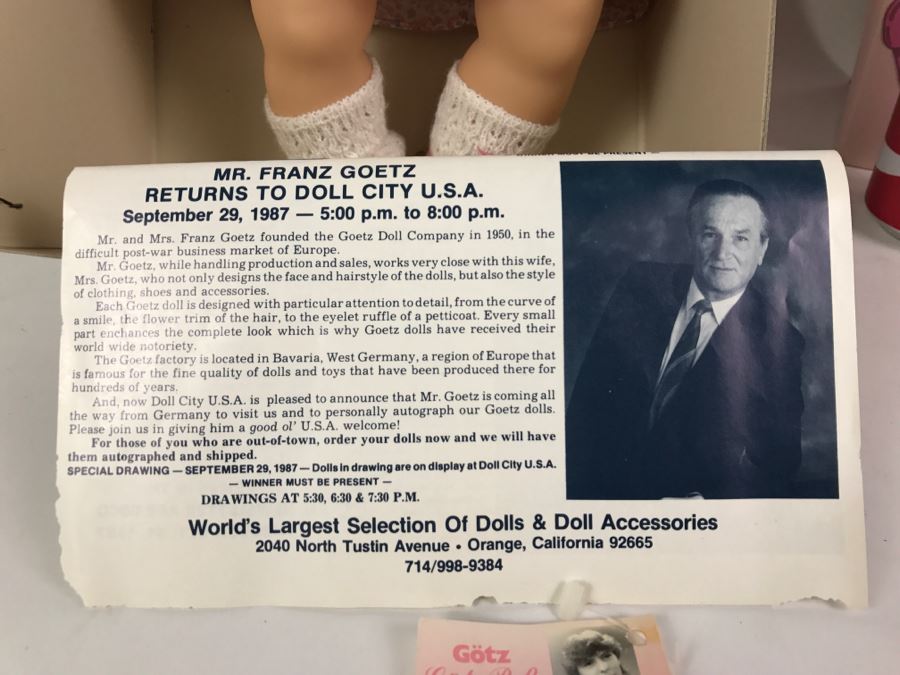 MR. FRANZ GOETZ
RETURNS TO DOLL CITY U.S.A.
September 29, 1987 — 5:00 p.m. to 8:00 p.m.
Mr. and Mrs. Franz Goetz founded the Goetz Doll Company in 1950, in the
difficult post-war business market of Europe.
Mr. Goetz, while handling production and sales, works very close with this wife,
Mrs. Goetz, who not only designs the face and hairstyle of the dolls, but also the style
of clothing, shoes and accessories.
Each Goetz doll is designed with particular attention to detail, from the curve of
a smile, the flower trim of the hair, to the eyelet ruffle of a petticoat. Every small
part enchances the complete look which is why Goetz dolls have received their
world wide notoriety.
The Goetz factory is located in Bavaria, West Germany, a region of Europe that
is famous for the fine quality of dolls and toys that have been produced there for
hundreds of years.
And, now Doll City U.S.A. is pleased to announce that Mr. Goetz is coming all
the way from Germany to visit us and to personally autograph our Goetz dolls.
Please join us in giving him a good ol' U.S.A. welcome!
For those of you who are out-of-town, order your dolls now and we will have
them autographed and shipped.
SPECIAL DRAWING — SEPTEMBER 29, 1987 — Dolls in drawing are on display at Doll City U.S.A.
— WINNER MUST BE PRESENT —
DRAWINGS AT 5:30, 6:30 & 7:30 P.M.
World's Largest Selection Of Dolls & Doll Accessories
2040 North Tustin Avenue • Orange, California 92665
714/998-9384
Götz